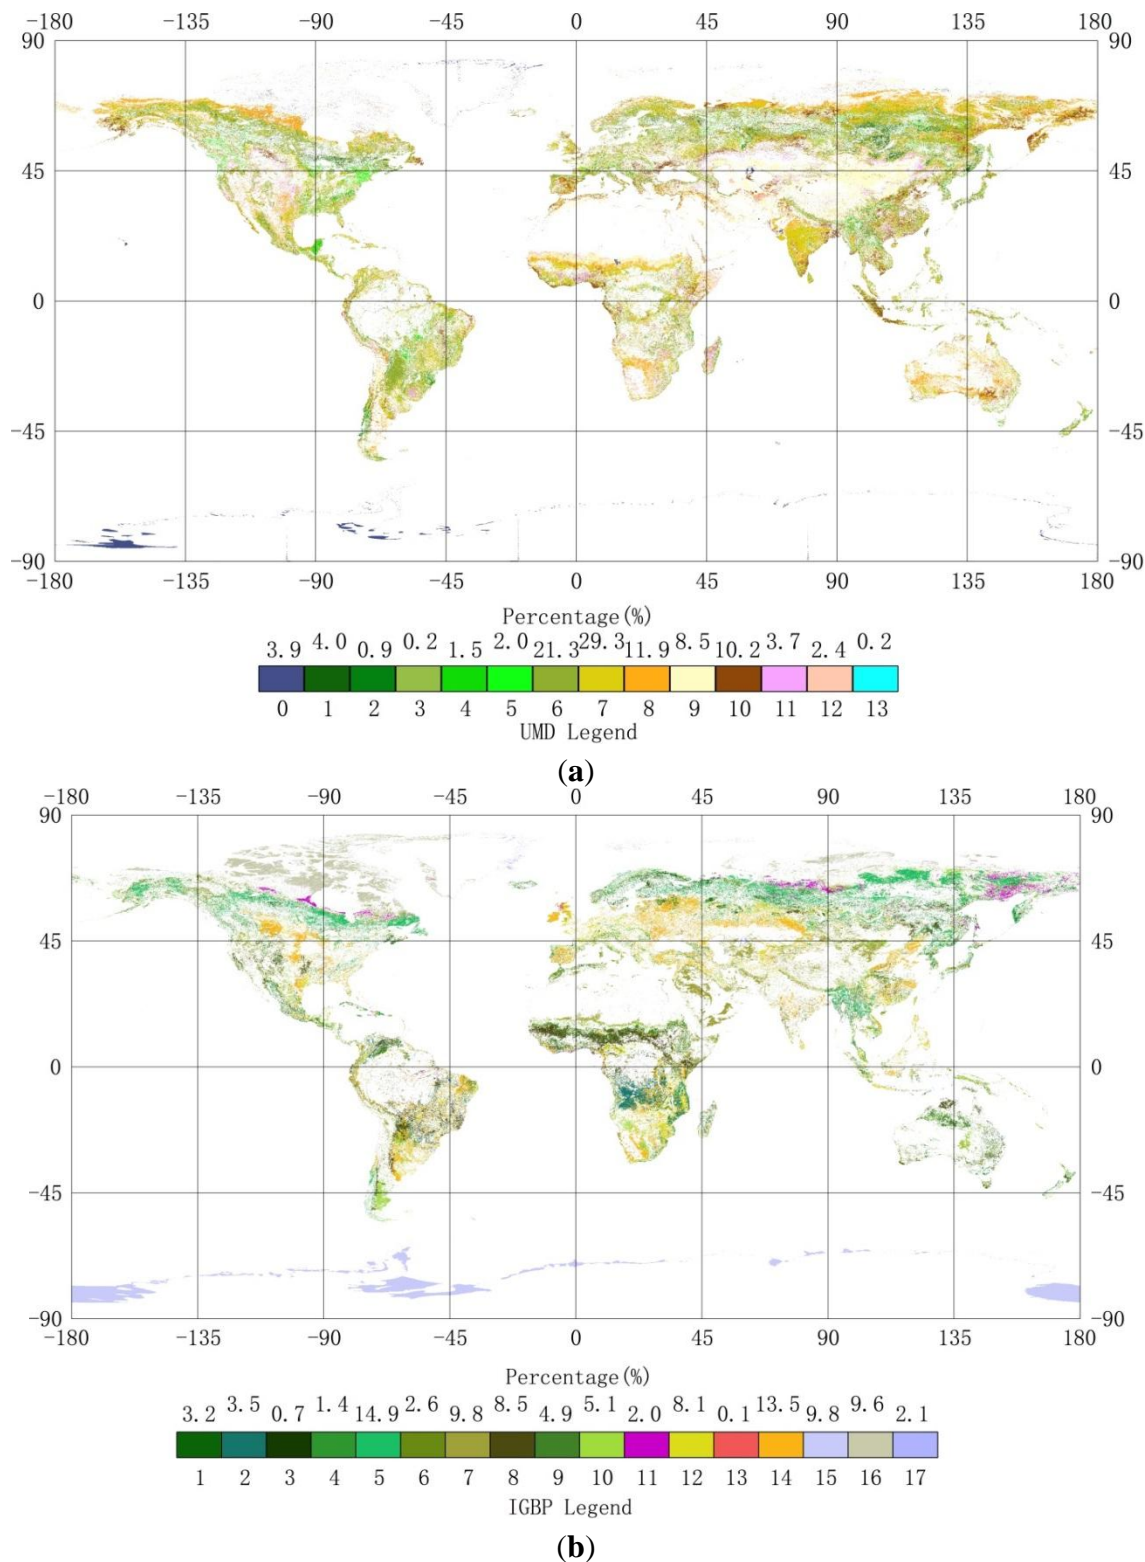 -180 -135 -90 -45 0 45 90 135 180
90 90
45 45
0 0
-45 -45
-90 -90
-180 -135 -90 -45 0 45 90 135 180
Percentage(%)
3.9 4.0 0.9 0.2 1.5 2.0 21.3 29.3 11.9 8.5 10.2 3.7 2.4 0.2
0 1 2 3 4 5 6 7 8 9 10 11 12 13
UMD Legend
(a)
-180 -135 -90 -45 0 45 90 135 180
90 90
45 45
0 0
-45 -45
-90 -90
-180 -135 -90 -45 0 45 90 135 180
Percentage(%)
3.2 3.5 0.7 1.4 14.9 2.6 9.8 8.5 4.9 5.1 2.0 8.1 0.1 13.5 9.8 9.6 2.1
1 2 3 4 5 6 7 8 9 10 11 12 13 14 15 16 17
IGBP Legend
(b)